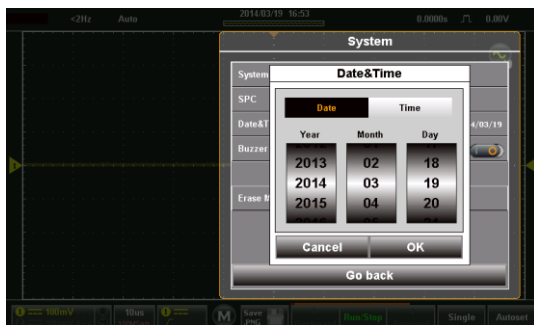 <2Hz Auto 2014/03/19 16:53 0.0000s 0.00V
System
System
Date&Time
SPC
Date Time
Date&T 4/03/19
Year Month Day
Buzzer
2013 02 18
2014 03 19
2015 04 20
Erase M
Cancel OK
Go back
100mV 10us M Save PNG Run/Stop Single Autoset